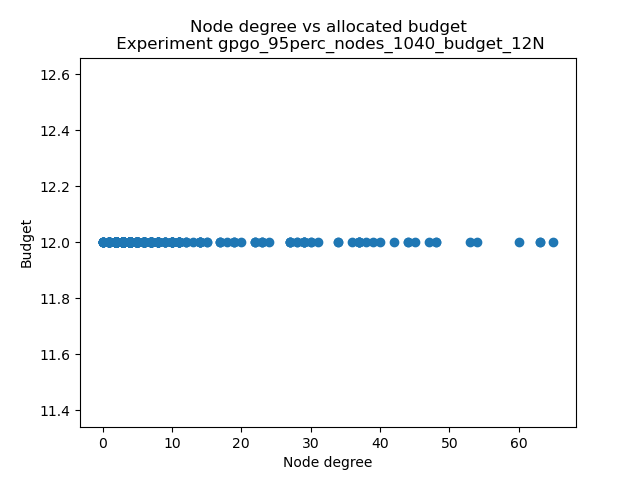 Node degree vs allocated budget
Experiment gpgo_95perc_nodes_1040_budget_12N
12.6
12.4
12.2
12.0
11.8
11.6
11.4
Budget
0 10 20 30 40 50 60
Node degree